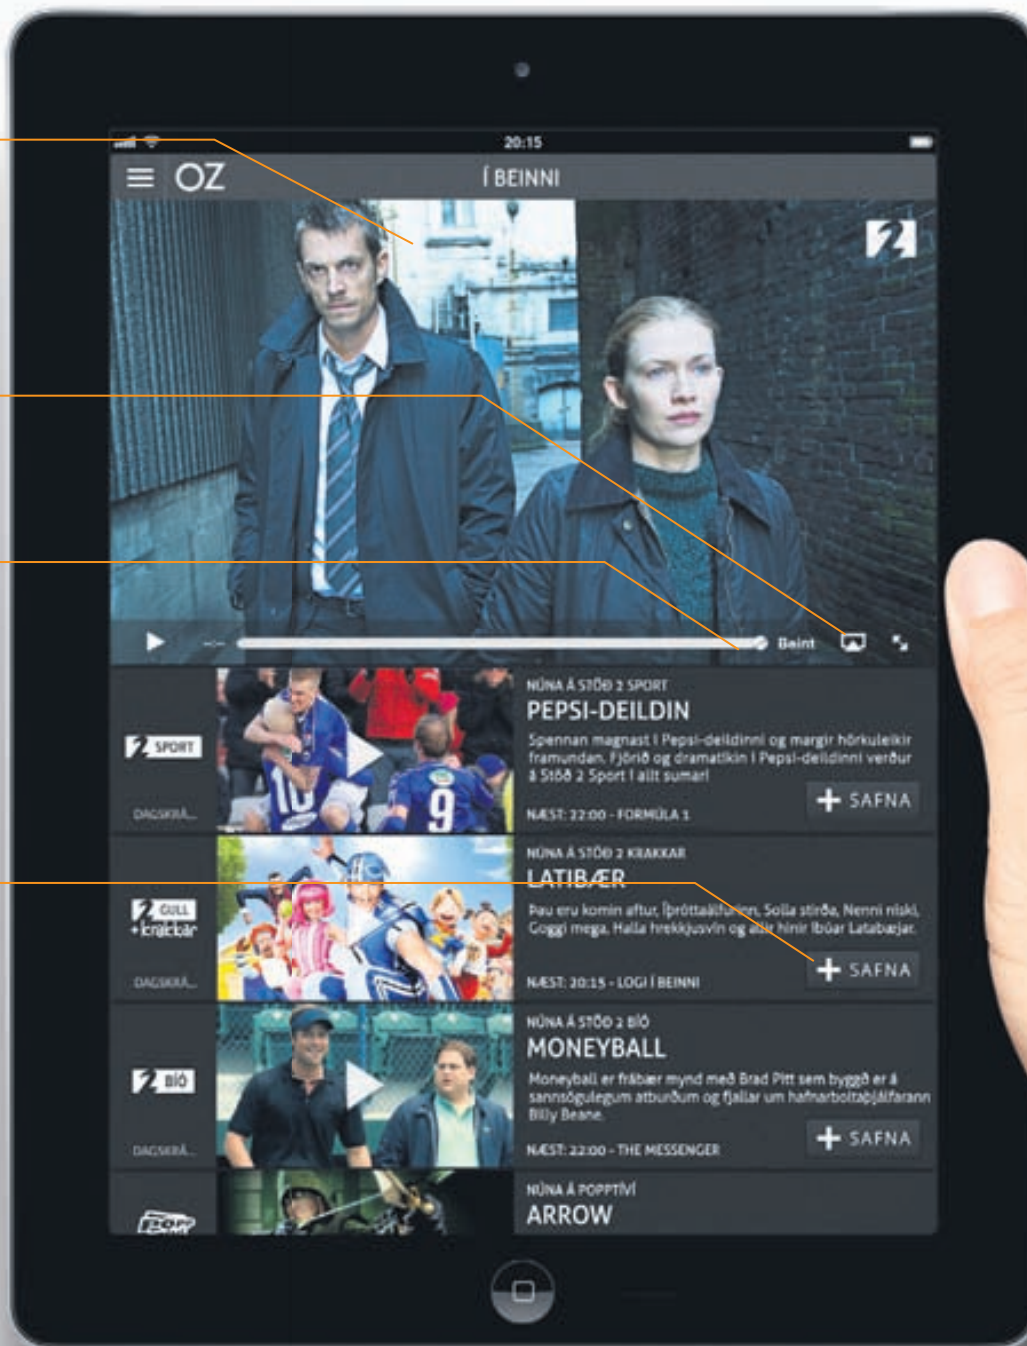 20:15
OZ
Í BEINNI
2
Beint
2 SPORT
DAGSKRÁ...
NÚNA Á STÖÐ 2 SPORT
PEPSI-DEILDIN
Spennan magnast í Pepsi-deildinni og margir hörkuleikir
framundan. Fjörið og dramatíkin í Pepsi-deildinni verður
á Stöð 2 Sport í allt sumar!
NÆST: 22:00 - FORMÚLA 1
+ SAFNA
10
9
2 GULL
+krakkar
DAGSKRÁ...
NÚNA Á STÖÐ 2 KRAKKAR
LATIBÆR
Þau eru komin aftur, Íþróttaálfurinn, Solla stirða, Nenni níski,
Goggi mega, Halla hrekkjusvín og allir hinir íbúar Latabæjar.
NÆST: 20:15 - LOGI Í BEINNI
+ SAFNA
2 BÍÓ
DAGSKRÁ...
NÚNA Á STÖÐ 2 BÍÓ
MONEYBALL
Moneyball er frábær mynd með Brad Pitt sem byggð er á
sannsögulegum atburðum og fjallar um hafnarboltaþjálfarann
Billy Beane.
NÆST: 22:00 - THE MESSENGER
+ SAFNA
NÚNA Á POPPTÍVÍ
ARROW